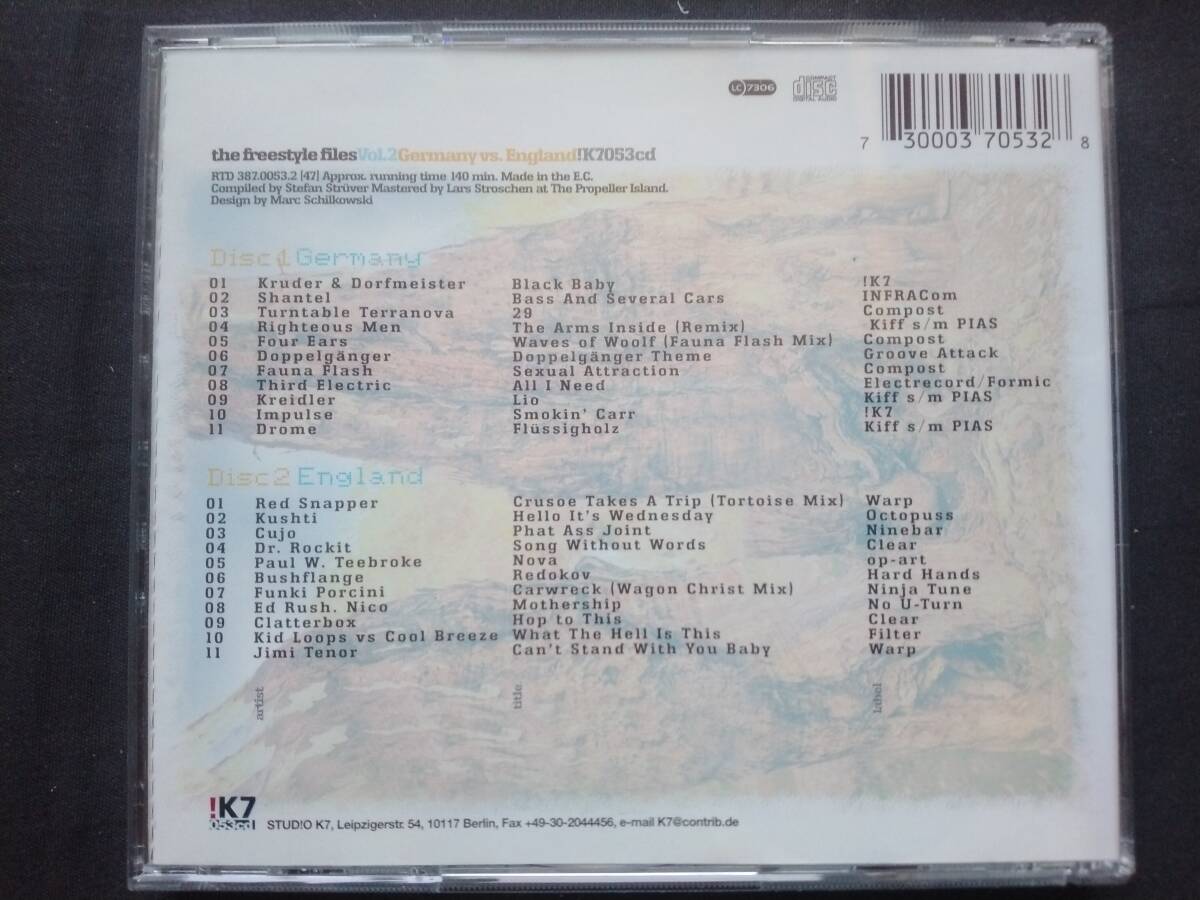 LC 7306 COMPACT disc DIGITAL AUDIO
7 30003 70532 8
the freestyle files Vol.2 Germany vs. England !K7053cd
RTD 387.0053.2 [47] Approx. running time 140 min. Made in the E.C.
Compiled by Stefan Strüver Mastered by Lars Stroschen at The Propeller Island.
Design by Marc Schilkowski
Disc 1 Germany
01 Kruder & Dorfmeister Black Baby !K7
02 Shantel Bass And Several Cars INFRACom
03 Turntable Terranova 29 Compost
04 Righteous Men The Arms Inside (Remix) Kiff s/m PIAS
05 Four Ears Waves of Woolf (Fauna Flash Mix) Compost
06 Doppelgänger Doppelgänger Theme Groove Attack
07 Fauna Flash Sexual Attraction Compost
08 Third Electric All I Need Electrecord/Formic
09 Kreidler Lio Kiff s/m PIAS
10 Impulse Smokin' Carr !K7
11 Drome Flüssigholz Kiff s/m PIAS
Disc 2 England
01 Red Snapper Crusoe Takes A Trip (Tortoise Mix) Warp
02 Kushti Hello It's Wednesday Octopuss
03 Cujo Phat Ass Joint Ninebar
04 Dr. Rockit Song Without Words Clear
05 Paul W. Teebroke Nova op-art
06 Bushflange Redokov Hard Hands
07 Funki Porcini Carwreck (Wagon Christ Mix) Ninja Tune
08 Ed Rush. Nico Mothership No U-Turn
09 Clatterbox Hop to This Clear
10 Kid Loops vs Cool Breeze What The Hell Is This Filter
11 Jimi Tenor Can't Stand With You Baby Warp
artist title label
!K7
053cd
STUD!O K7, Leipzigerstr. 54, 10117 Berlin, Fax +49-30-2044456, e-mail K7@contrib.de